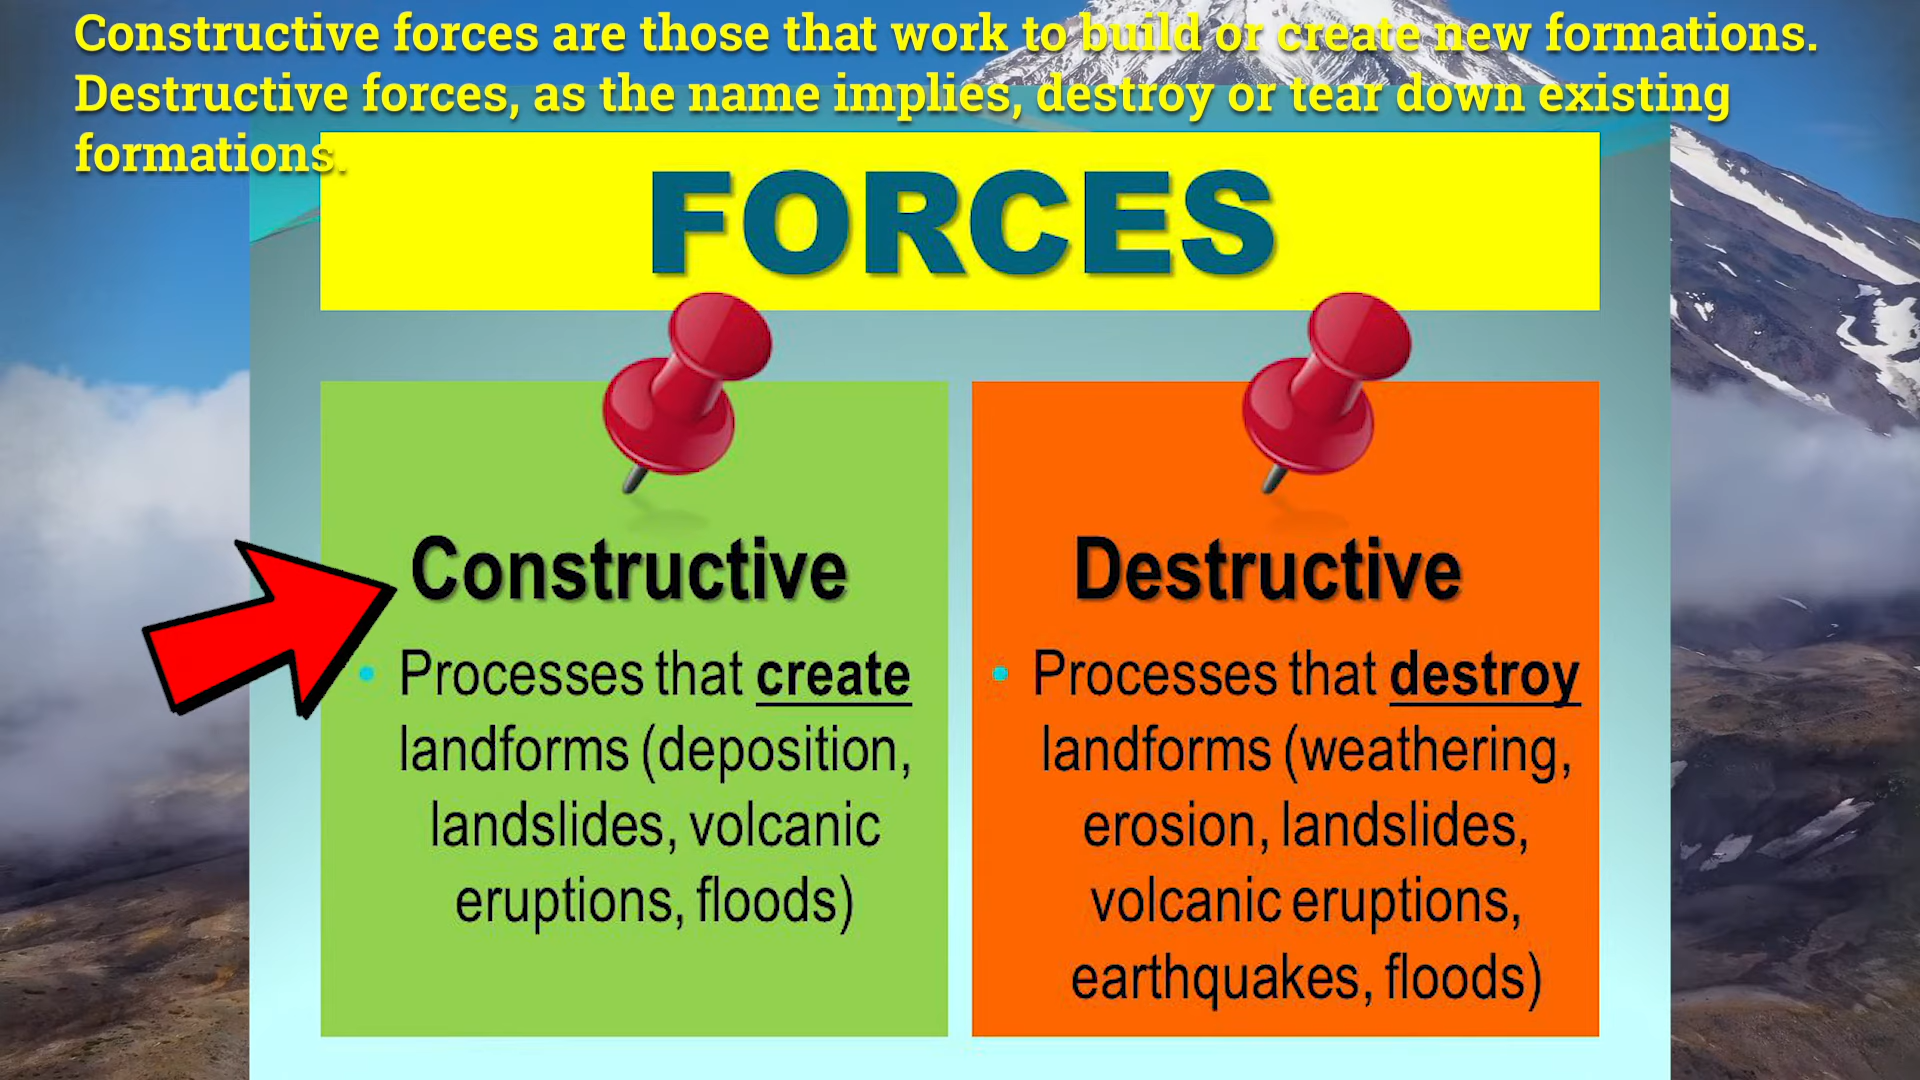 Constructive forces are those that work to build or create new formations.
Destructive forces, as the name implies, destroy or tear down existing
formations.
FORCES
Constructive
• Processes that create
landforms (deposition,
landslides, volcanic
eruptions, floods)
Destructive
• Processes that destroy
landforms (weathering,
erosion, landslides,
volcanic eruptions,
earthquakes, floods)